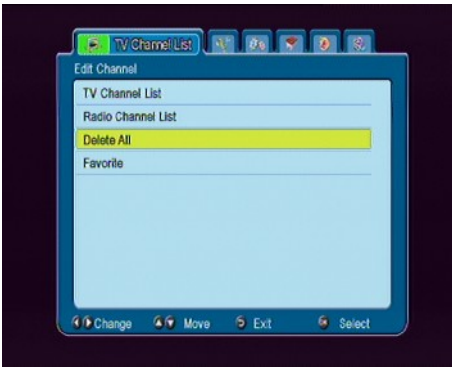 TV Channel List
Edit Channel
TV Channel List
Radio Channel List
Delete All
Favorite
Change Move Exit Select